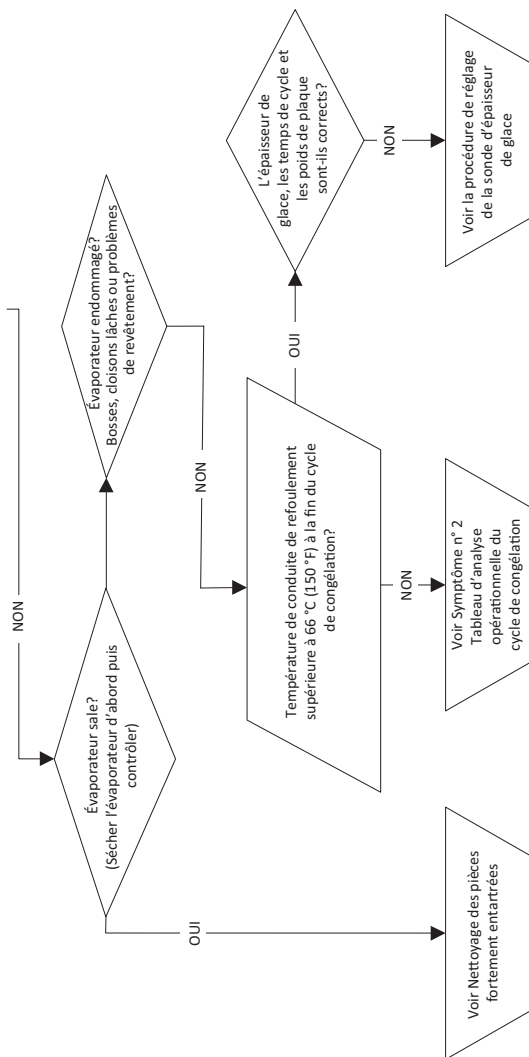 NON
Évaporateur sale?
(Sécher l'évaporateur d'abord puis
contrôler)
OUI
Voir Nettoyage des pièces
fortement entartrées
Évaporateur endommagé?
Bosses, cloisons lâches ou problèmes
de revêtement?
NON
Température de conduite de refoulement
supérieure à 66 °C (150 °F) à la fin du cycle
de congélation?
NON
Voir Symptôme n° 2
Tableau d'analyse
opérationnelle du
cycle de congélation
OUI
L'épaisseur de
glace, les temps de cycle et
les poids de plaque
sont-ils corrects?
NON
Voir la procédure de réglage
de la sonde d'épaisseur
de glace